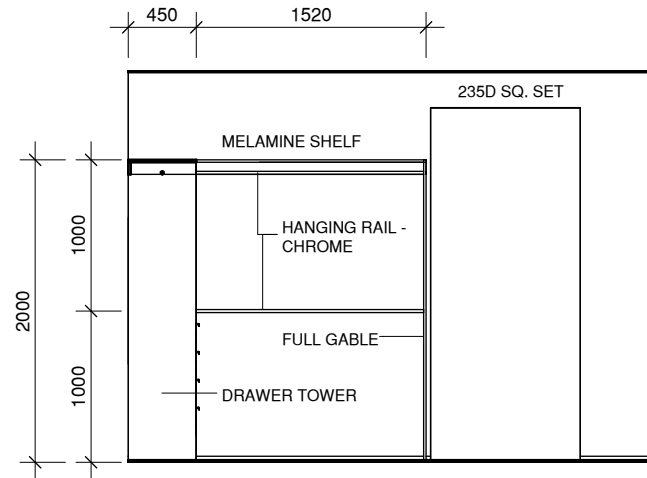 450
1520
235D SQ. SET
MELAMINE SHELF
1000
HANGING RAIL -
CHROME
2000
FULL GABLE
1000
DRAWER TOWER